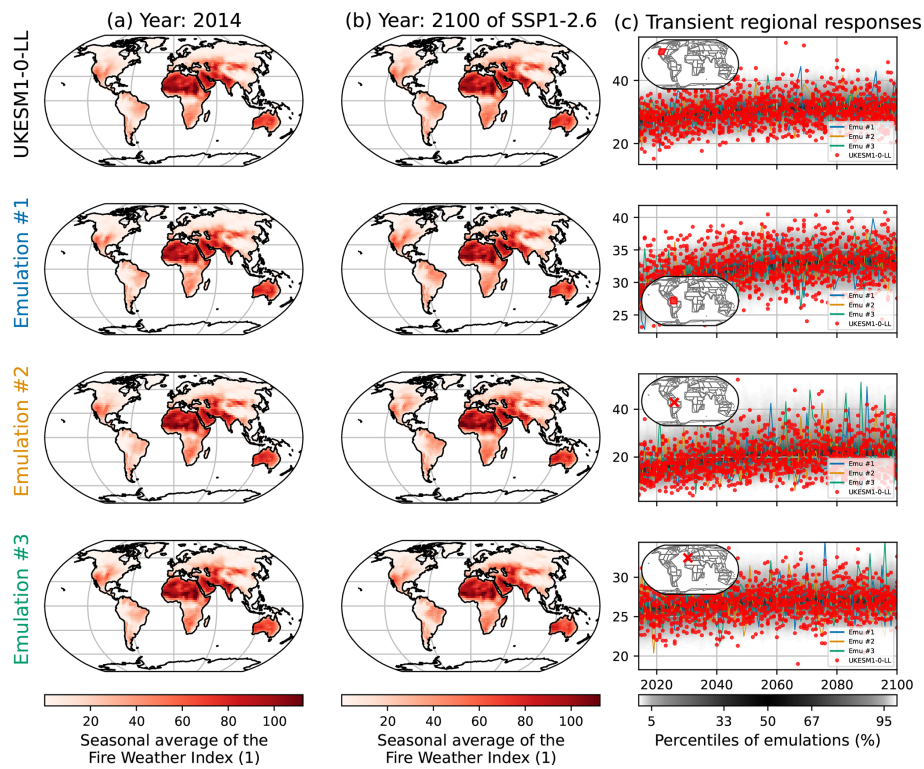 (a) Year: 2014
(b) Year: 2100 of SSP1-2.6
(c) Transient regional responses
UKESM1-0-LL
40
20
Emu #1
Emu #2
Emu #3
UKESM1-0-LL
Emulation #1
40
35
30
25
Emu #1
Emu #2
Emu #3
UKESM1-0-LL
Emulation #2
40
20
Emu #1
Emu #2
Emu #3
UKESM1-0-LL
Emulation #3
30
25
20
Emu #1
Emu #2
Emu #3
UKESM1-0-LL
2020 2040 2060 2080 2100
20 40 60 80 100
Seasonal average of the
Fire Weather Index (1)
20 40 60 80 100
Seasonal average of the
Fire Weather Index (1)
5 33 50 67 95
Percentiles of emulations (%)